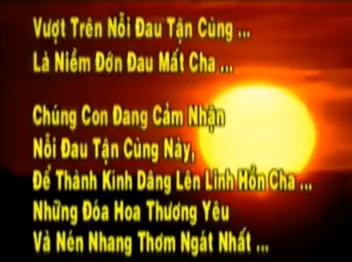 Vượt Trên Nỗi Đau Tận Cùng ...
Là Niềm Đớn Đau Mất Cha ...
Chúng Con Đang Cảm Nhận
Nỗi Đau Tận Cùng Này,
Để Thành Kính Dâng Lên Linh Hồn Cha ...
Những Đóa Hoa Thương Yêu
Và Nén Nhang Thơm Ngát Nhất ...